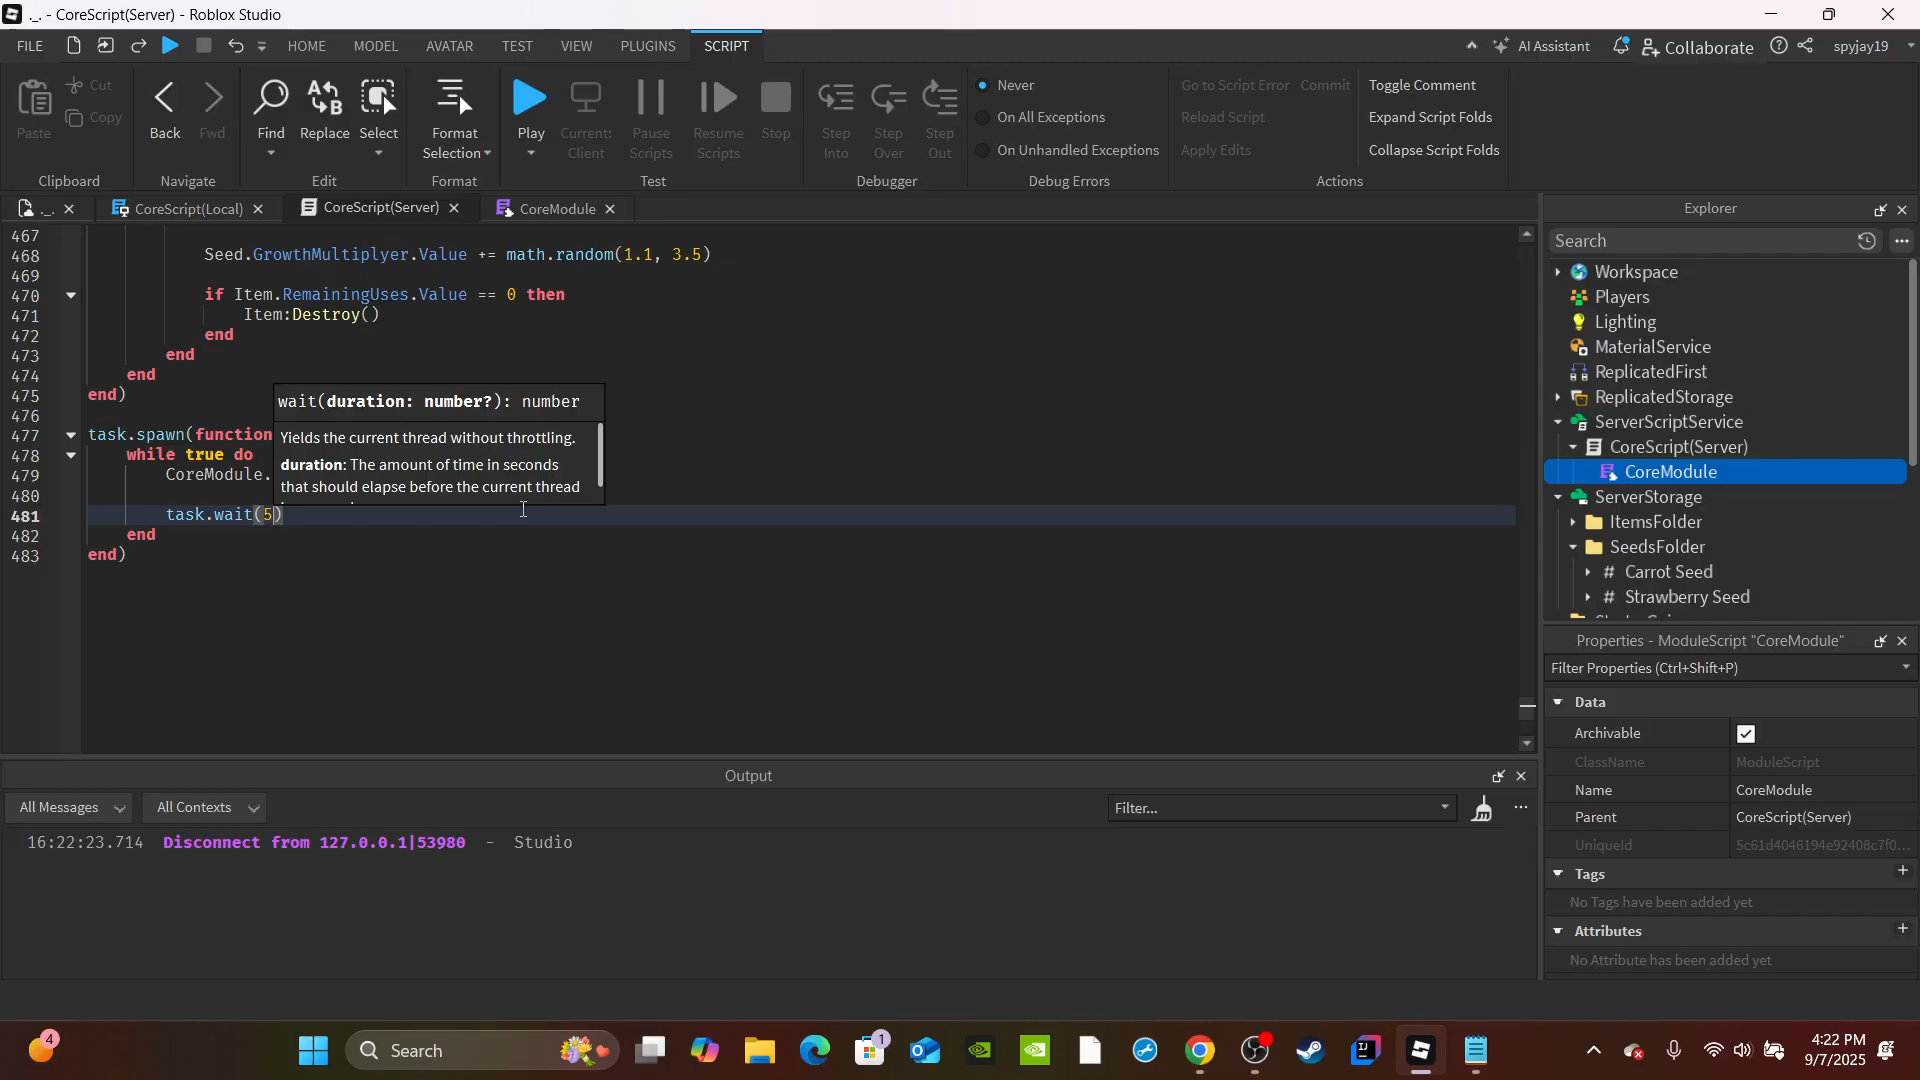 ._. - CoreScript(Server) - Roblox Studio
FILE HOME MODEL AVATAR TEST VIEW PLUGINS SCRIPT AI Assistant Collaborate spyjay19
Paste Cut Copy Back Fwd Find Replace Select Format Selection Play Current: Client Pause Scripts Resume Scripts Stop Step Into Step Over Step Out
Never Go to Script Error Commit Toggle Comment
On All Exceptions Reload Script Expand Script Folds
On Unhandled Exceptions Apply Edits Collapse Script Folds
Clipboard Navigate Edit Format Test Debugger Debug Errors Actions
._. CoreScript(Local) CoreScript(Server) CoreModule
467
468 Seed.GrowthMultiplyer.Value += math.random(1.1, 3.5)
469
470 if Item.RemainingUses.Value == 0 then
471 Item:Destroy()
472 end
473 end
474 end
475 end)
476
477 task.spawn(function
478 while true do
479 CoreModule.
480
481 task.wait(5)
482 end
483 end)
wait(duration: number?): number
Yields the current thread without throttling.
duration: The amount of time in seconds
that should elapse before the current thread
Explorer
Search
Workspace
Players
Lighting
MaterialService
ReplicatedFirst
ReplicatedStorage
ServerScriptService
CoreScript(Server)
CoreModule
ServerStorage
ItemsFolder
SeedsFolder
# Carrot Seed
# Strawberry Seed
Properties - ModuleScript "CoreModule"
Filter Properties (Ctrl+Shift+P)
Data
Archivable
ClassName ModuleScript
Name CoreModule
Parent CoreScript(Server)
UniqueId 5c61d4046194e92408c7f0...
Tags
No Tags have been added yet
Attributes
No Attribute has been added yet
Output
All Messages All Contexts Filter...
16:22:23.714 Disconnect from 127.0.0.1|53980 - Studio
4 Search 1 4:22 PM
9/7/2025